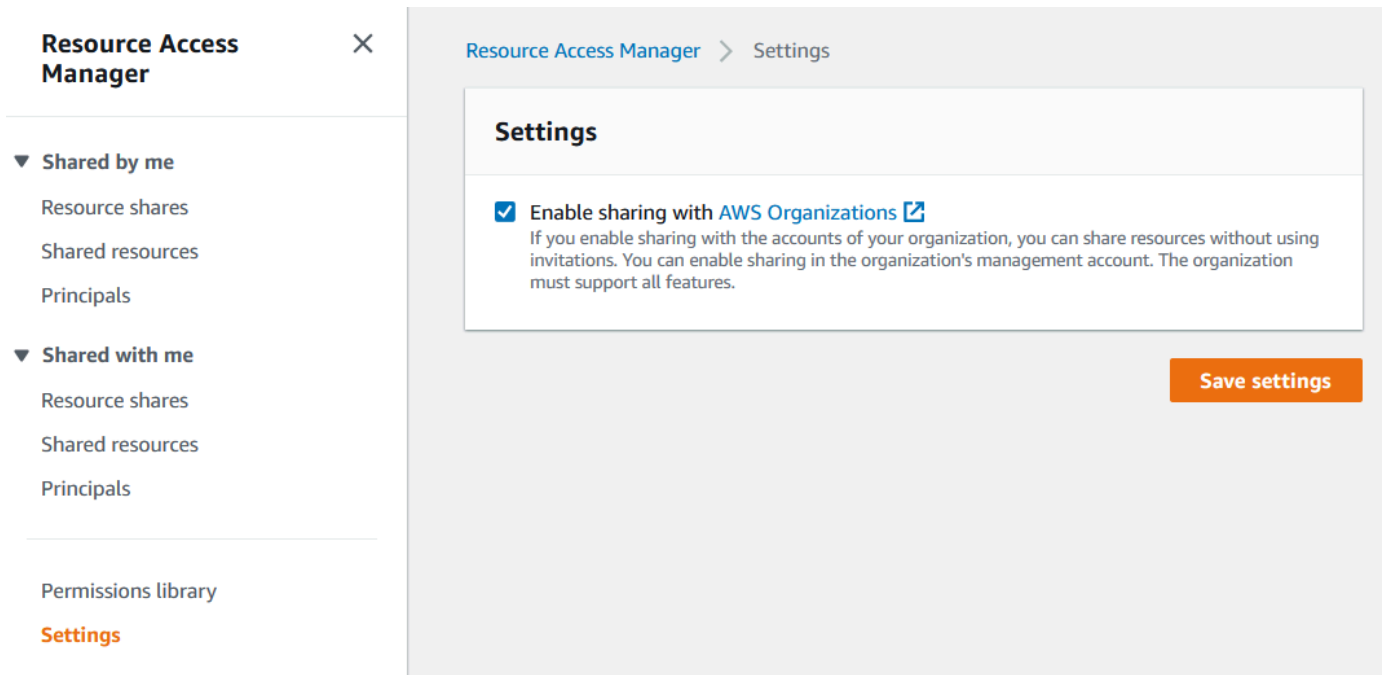 Resource Access
Manager
Shared by me
Resource shares
Shared resources
Principals
Shared with me
Resource shares
Shared resources
Principals
Permissions library
Settings
Resource Access Manager > Settings
Settings
Enable sharing with AWS Organizations
If you enable sharing with the accounts of your organization, you can share resources without using
invitations. You can enable sharing in the organization's management account. The organization
must support all features.
Save settings